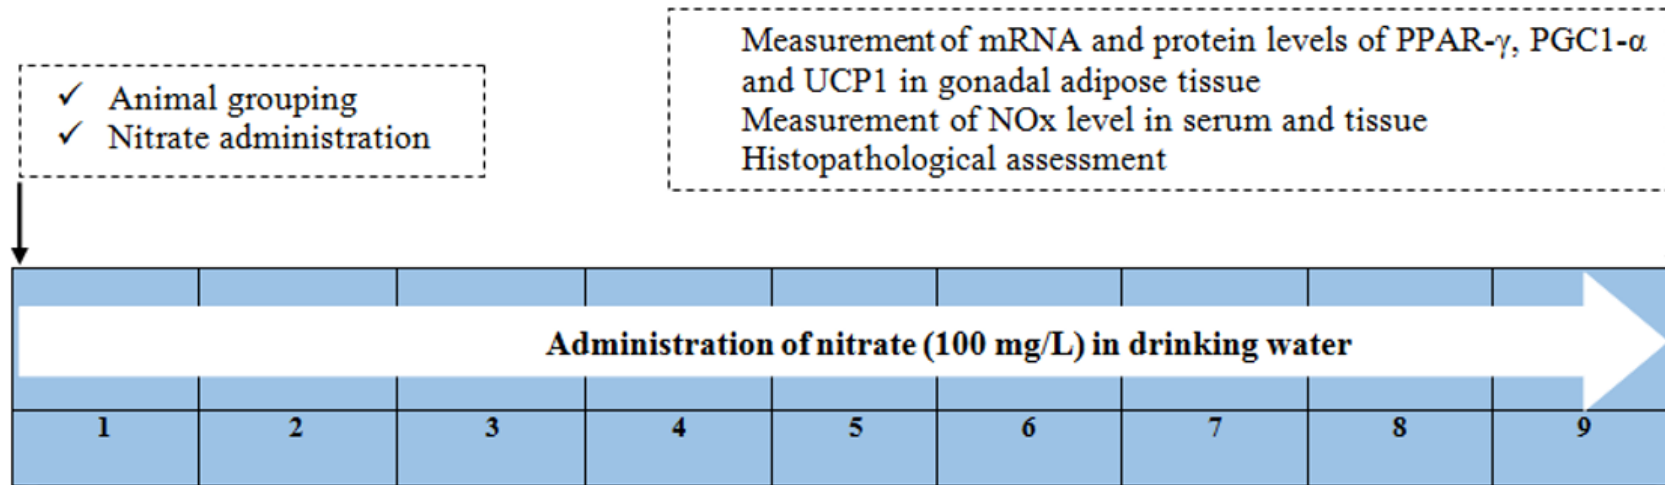 ✓ Animal grouping
✓ Nitrate administration
Measurement of mRNA and protein levels of PPAR-γ, PGC1-α
and UCP1 in gonadal adipose tissue
Measurement of NOx level in serum and tissue
Histopathological assessment
Administration of nitrate (100 mg/L) in drinking water
1 2 3 4 5 6 7 8 9